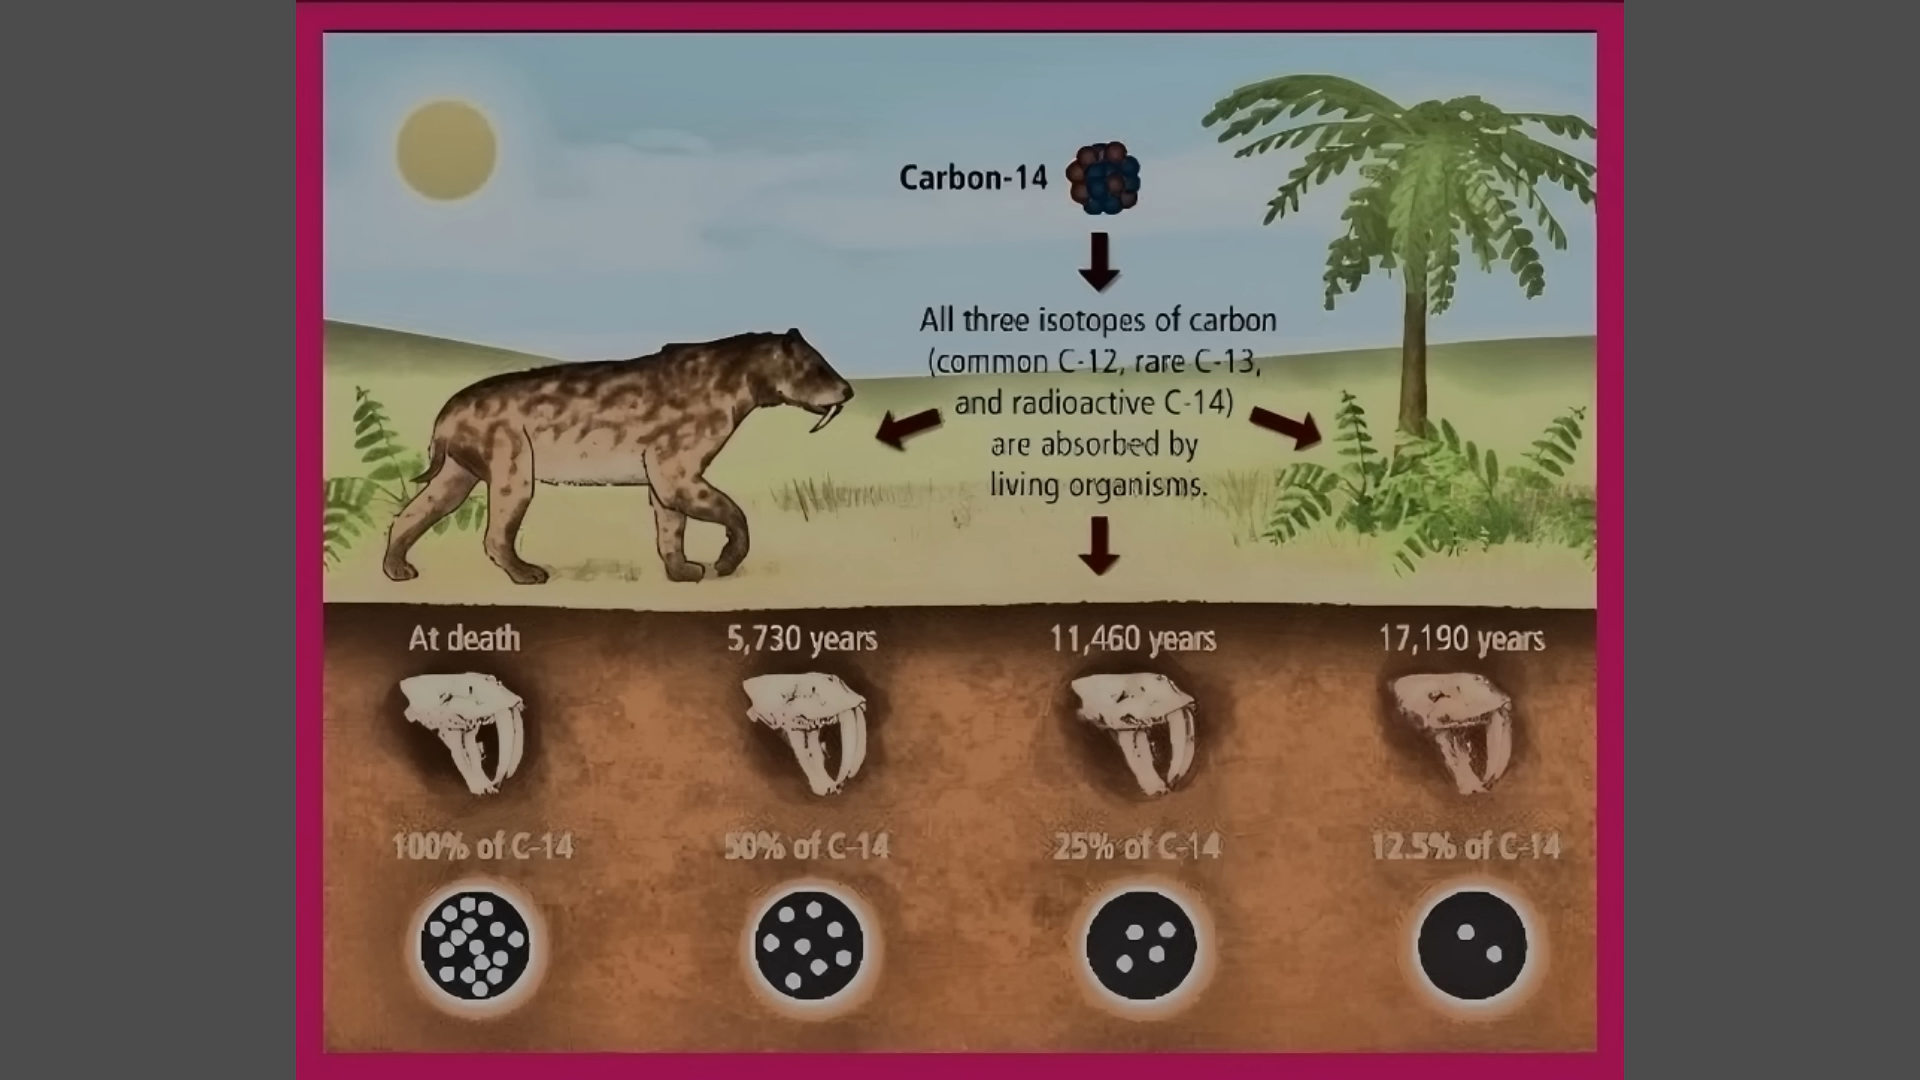 Carbon-14
All three isotopes of carbon
(common C-12, rare C-13,
and radioactive C-14)
are absorbed by
living organisms.
At death
5,730 years
11,460 years
17,190 years
100% of C-14
50% of C-14
25% of C-14
12.5% of C-14